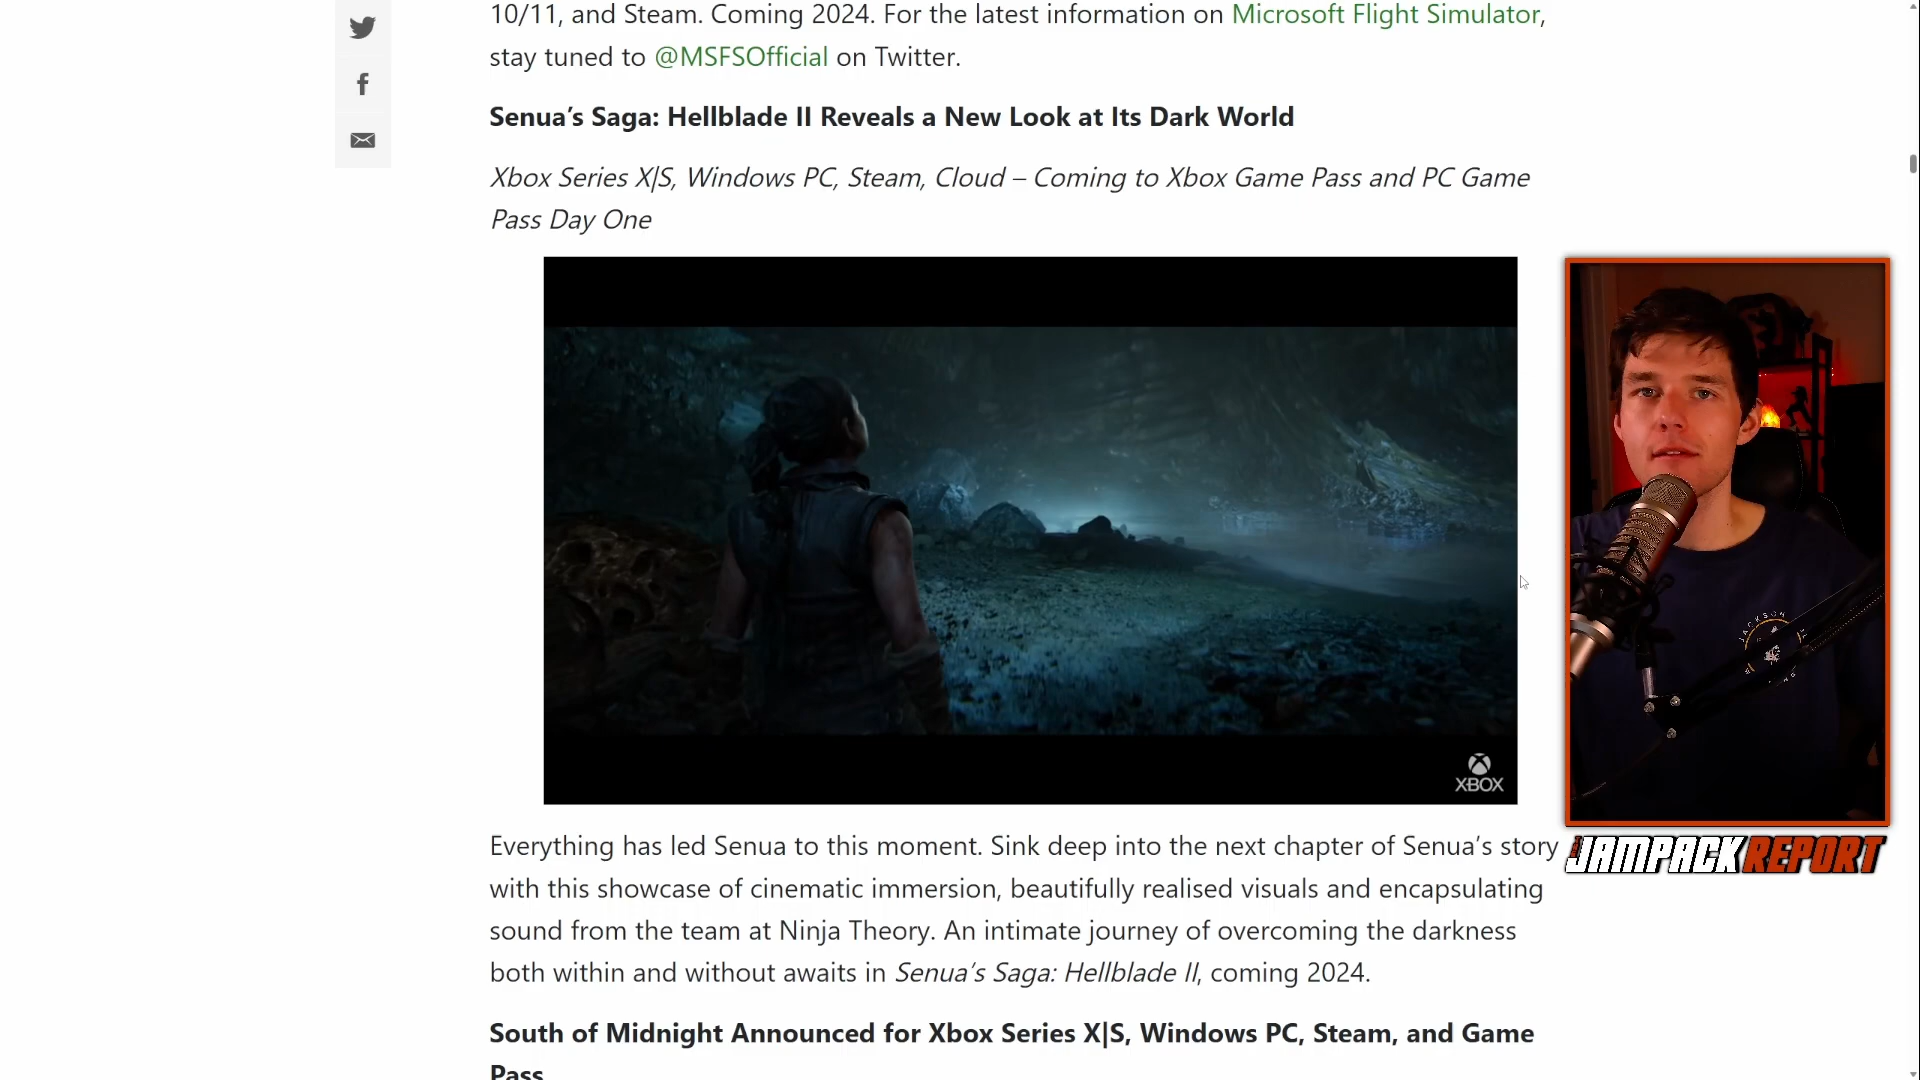 10/11, and Steam. Coming 2024. For the latest information on Microsoft Flight Simulator,
stay tuned to @MSFSOfficial on Twitter.
Senua’s Saga: Hellblade II Reveals a New Look at Its Dark World
Xbox Series X|S, Windows PC, Steam, Cloud – Coming to Xbox Game Pass and PC Game
Pass Day One
XBOX
JACKSON
JAMPACK REPORT
Everything has led Senua to this moment. Sink deep into the next chapter of Senua’s story
with this showcase of cinematic immersion, beautifully realised visuals and encapsulating
sound from the team at Ninja Theory. An intimate journey of overcoming the darkness
both within and without awaits in Senua’s Saga: Hellblade II, coming 2024.
South of Midnight Announced for Xbox Series X|S, Windows PC, Steam, and Game
Pass